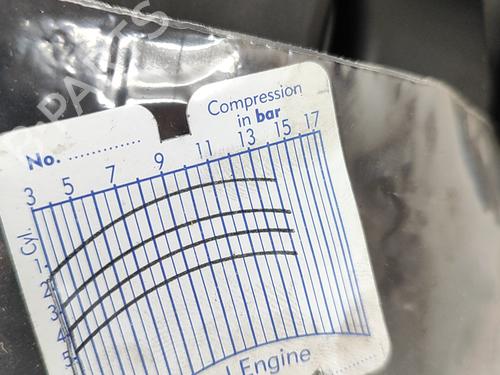 PARTS
Compression
in bar
No. ................
3 5 7 9 11 13 15 17
Cyl.
1
2
3
4
5
Engine